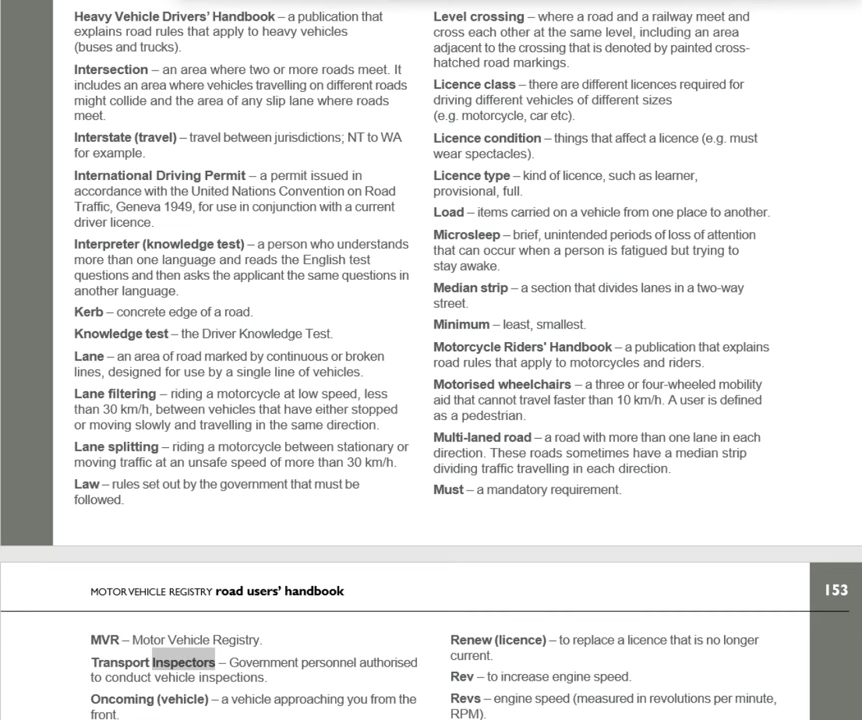 Heavy Vehicle Drivers' Handbook – a publication that
explains road rules that apply to heavy vehicles
(buses and trucks).
Intersection – an area where two or more roads meet. It
includes an area where vehicles travelling on different roads
might collide and the area of any slip lane where roads
meet.
Interstate (travel) – travel between jurisdictions; NT to WA
for example.
International Driving Permit – a permit issued in
accordance with the United Nations Convention on Road
Traffic, Geneva 1949, for use in conjunction with a current
driver licence.
Interpreter (knowledge test) – a person who understands
more than one language and reads the English test
questions and then asks the applicant the same questions in
another language.
Kerb – concrete edge of a road.
Knowledge test – the Driver Knowledge Test.
Lane – an area of road marked by continuous or broken
lines, designed for use by a single line of vehicles.
Lane filtering – riding a motorcycle at low speed, less
than 30 km/h, between vehicles that have either stopped
or moving slowly and travelling in the same direction.
Lane splitting – riding a motorcycle between stationary or
moving traffic at an unsafe speed of more than 30 km/h.
Law – rules set out by the government that must be
followed.
Level crossing – where a road and a railway meet and
cross each other at the same level, including an area
adjacent to the crossing that is denoted by painted cross-
hatched road markings.
Licence class – there are different licences required for
driving different vehicles of different sizes
(e.g. motorcycle, car etc).
Licence condition – things that affect a licence (e.g. must
wear spectacles).
Licence type – kind of licence, such as learner,
provisional, full.
Load – items carried on a vehicle from one place to another.
Microsleep – brief, unintended periods of loss of attention
that can occur when a person is fatigued but trying to
stay awake.
Median strip – a section that divides lanes in a two-way
street.
Minimum – least, smallest.
Motorcycle Riders' Handbook – a publication that explains
road rules that apply to motorcycles and riders.
Motorised wheelchairs – a three or four-wheeled mobility
aid that cannot travel faster than 10 km/h. A user is defined
as a pedestrian.
Multi-laned road – a road with more than one lane in each
direction. These roads sometimes have a median strip
dividing traffic travelling in each direction.
Must – a mandatory requirement.
MOTOR VEHICLE REGISTRY road users' handbook
153
MVR – Motor Vehicle Registry.
Transport Inspectors – Government personnel authorised
to conduct vehicle inspections.
Oncoming (vehicle) – a vehicle approaching you from the
front.
Renew (licence) – to replace a licence that is no longer
current.
Rev – to increase engine speed.
Revs – engine speed (measured in revolutions per minute,
RPM).